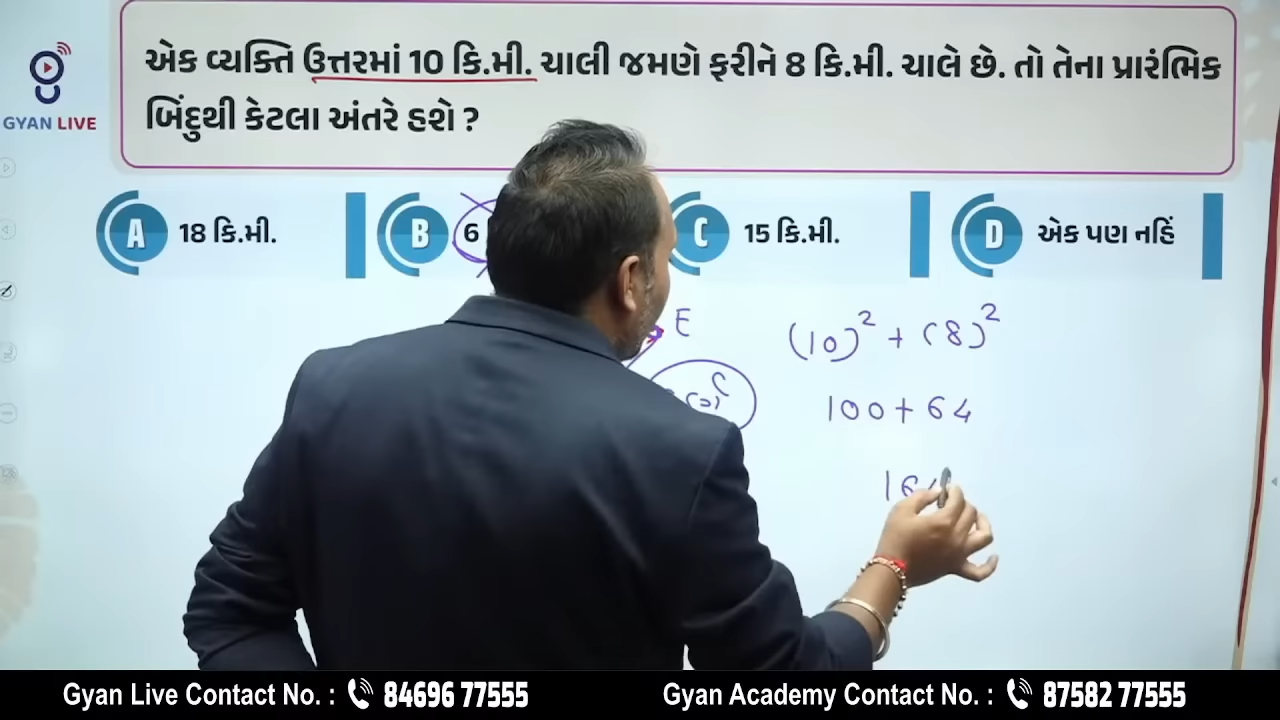 એક વ્યક્તિ ઉત્તરમાં 10 કિ.મી. ચાલી જમણે ફરીને 8 કિ.મી. ચાલે છે. તો તેના પ્રારંભિક
બિંદુથી કેટલા અંતરે હશે ?
GYAN LIVE
A 18 કિ.મી.
B 6
C 15 કિ.મી.
D એક પણ નહિં
E
(10)² + (8)²
100 + 64
16
Gyan Live Contact No. : 84696 77555
Gyan Academy Contact No. : 87582 77555